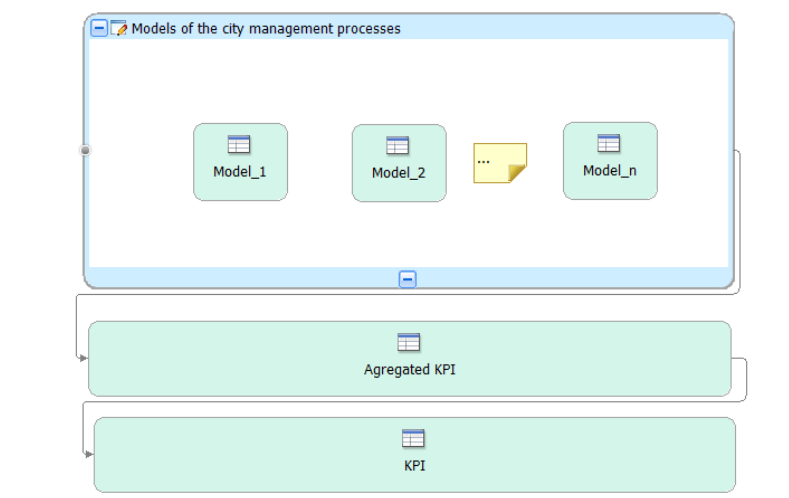 Models of the city management processes
Model_1
Model_2
...
Model_n
Agregated KPI
KPI